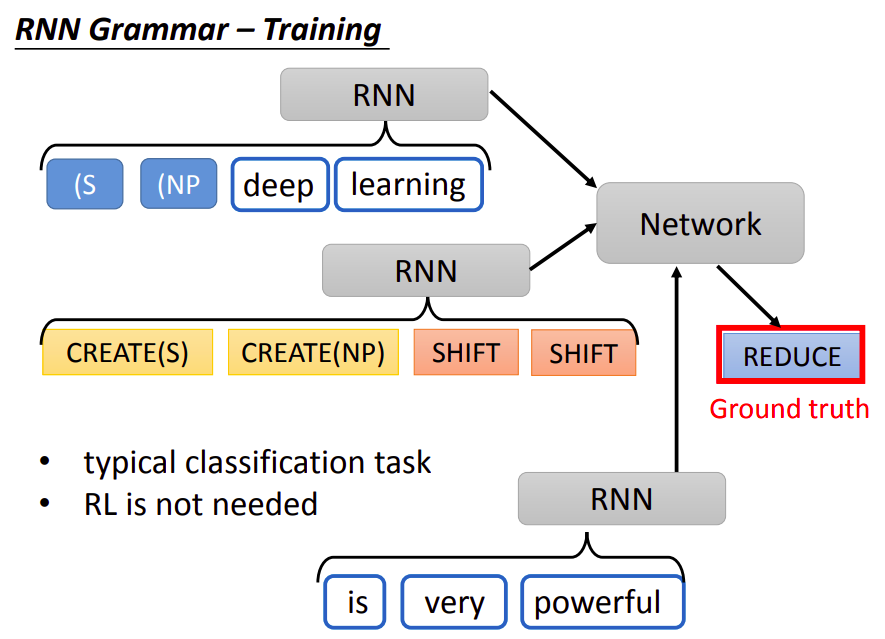 RNN Grammar – Training
RNN
(S (NP deep learning
Network
RNN
CREATE(S) CREATE(NP) SHIFT SHIFT
REDUCE
Ground truth
• typical classification task
• RL is not needed
RNN
is very powerful